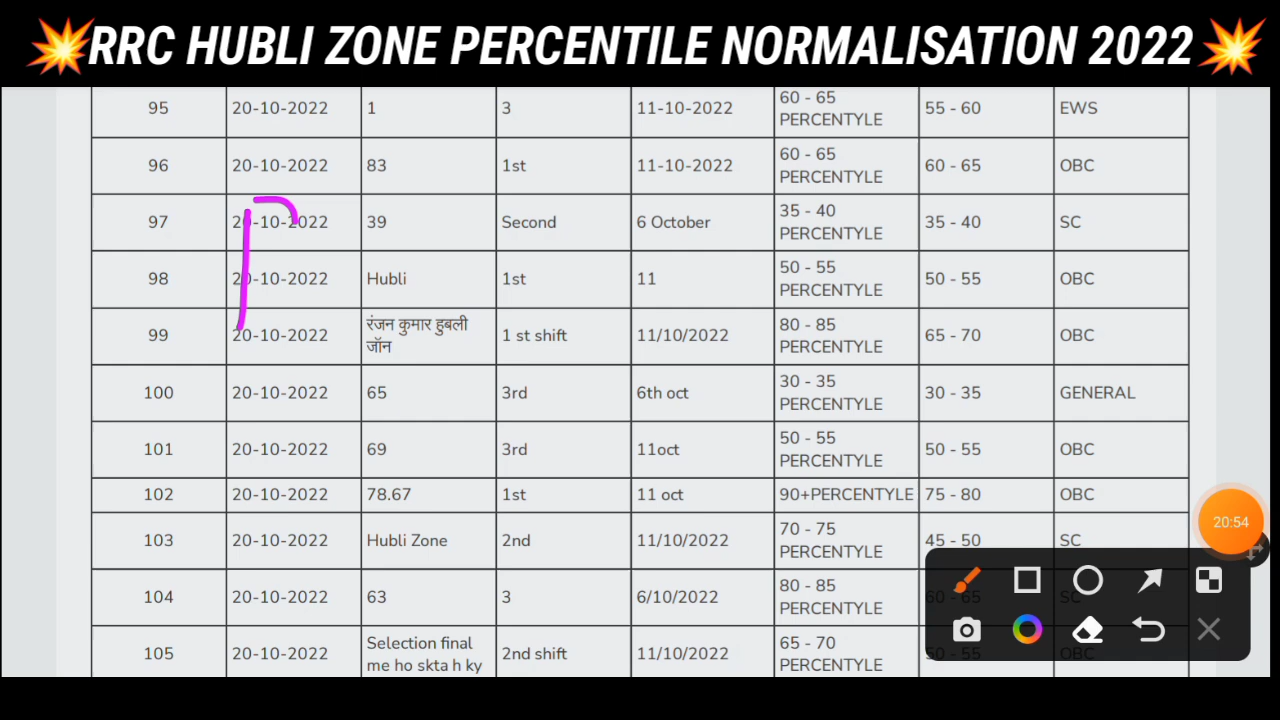 💥RRC HUBLI ZONE PERCENTILE NORMALISATION 2022💥
95 20-10-2022 1 3 11-10-2022 60 - 65 PERCENTYLE 55 - 60 EWS
96 20-10-2022 83 1st 11-10-2022 60 - 65 PERCENTYLE 60 - 65 OBC
97 20-10-2022 39 Second 6 October 35 - 40 PERCENTYLE 35 - 40 SC
98 20-10-2022 Hubli 1st 11 50 - 55 PERCENTYLE 50 - 55 OBC
99 20-10-2022 रंजन कुमार हुबली जॉन 1 st shift 11/10/2022 80 - 85 PERCENTYLE 65 - 70 OBC
100 20-10-2022 65 3rd 6th oct 30 - 35 PERCENTYLE 30 - 35 GENERAL
101 20-10-2022 69 3rd 11oct 50 - 55 PERCENTYLE 50 - 55 OBC
102 20-10-2022 78.67 1st 11 oct 90+PERCENTYLE 75 - 80 OBC
103 20-10-2022 Hubli Zone 2nd 11/10/2022 70 - 75 PERCENTYLE 45 - 50 SC
104 20-10-2022 63 3 6/10/2022 80 - 85 PERCENTYLE 60 - 65 SC
105 20-10-2022 Selection final me ho skta h ky 2nd shift 11/10/2022 65 - 70 PERCENTYLE 50 - 55 OBC
20:54